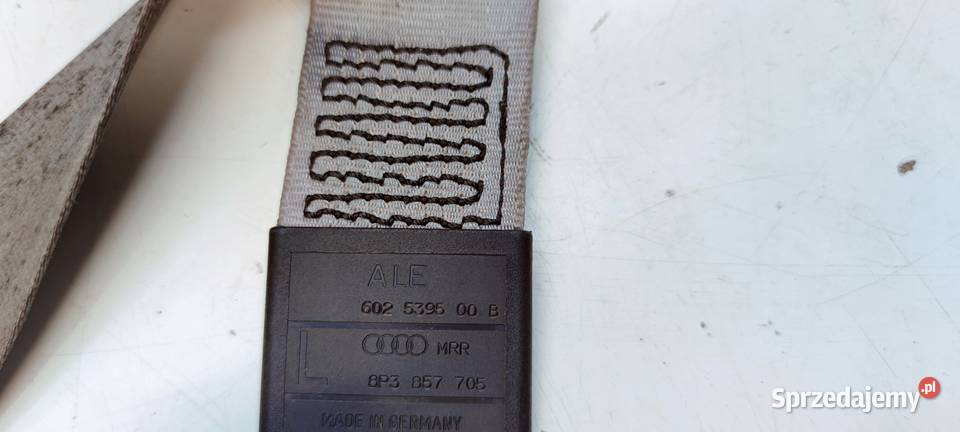 ALE
602 5395 00 B
L
MRR
8P3 857 705
MADE IN GERMANY
Sprzedajemy .pl